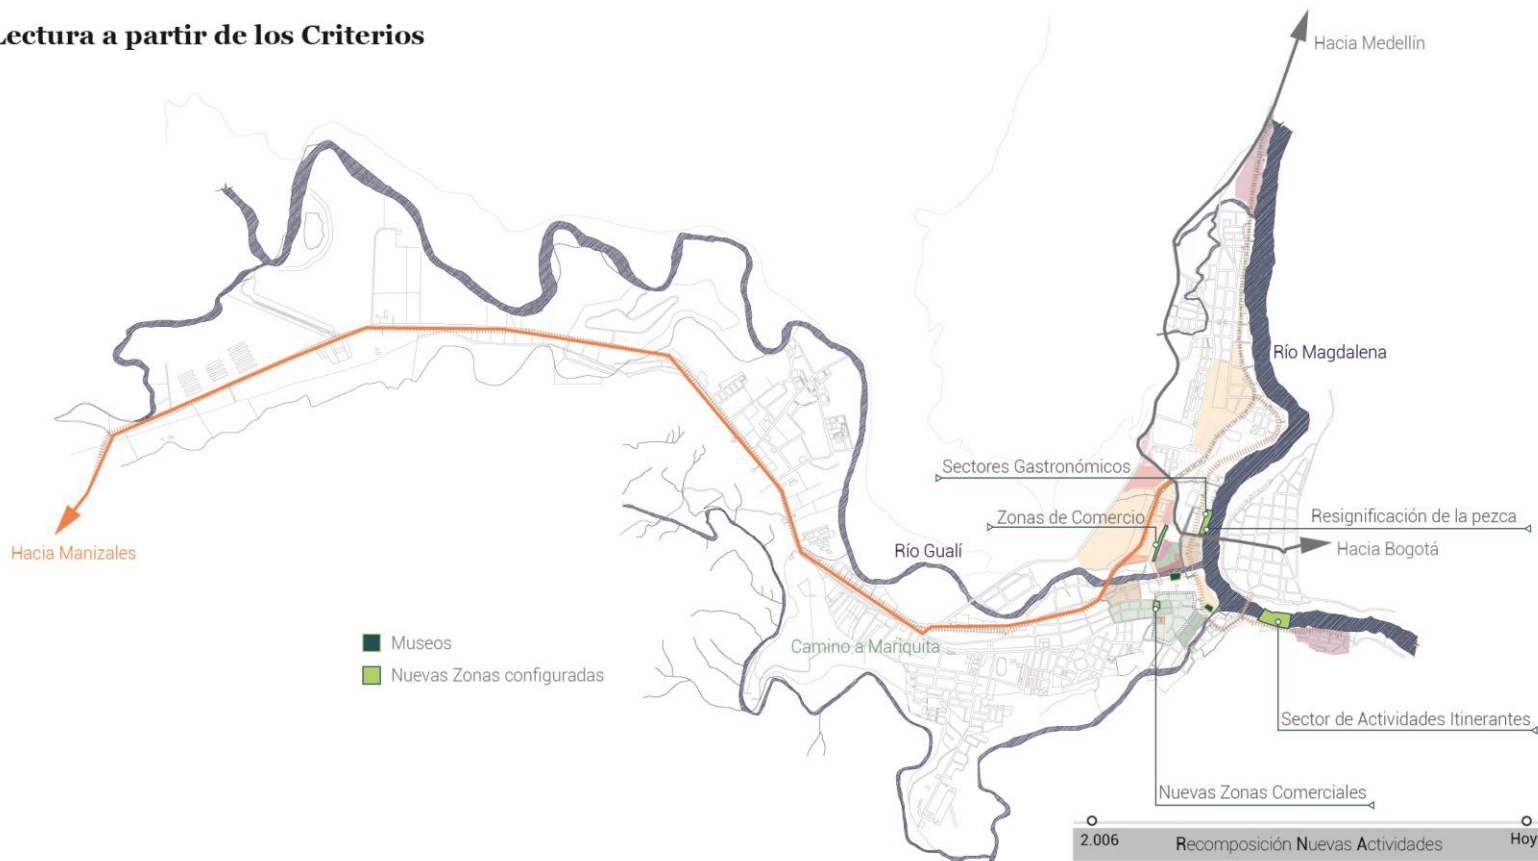 Lectura a partir de los Criterios
Hacia Medellín
Río Magdalena
Sectores Gastronómicos
Zonas de Comercio
Resignificación de la pezca
Hacia Manizales
Río Gualí
Hacia Bogotá
Museos
Camino a Mariquita
Nuevas Zonas configuradas
Sector de Actividades Itinerantes
Nuevas Zonas Comerciales
2.006
Recomposición Nuevas Actividades
Hoy